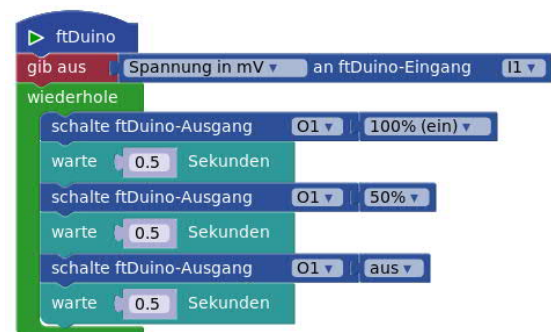 ftDuino
gib aus Spannung in mV ▾ an ftDuino-Eingang I1 ▾
wiederhole
schalte ftDuino-Ausgang O1 ▾ 100% (ein) ▾
warte 0.5 Sekunden
schalte ftDuino-Ausgang O1 ▾ 50% ▾
warte 0.5 Sekunden
schalte ftDuino-Ausgang O1 ▾ aus ▾
warte 0.5 Sekunden